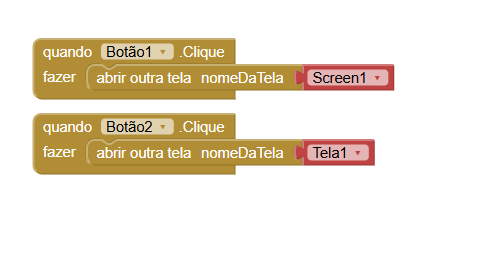 quando Botão1 .Clique
fazer abrir outra tela nomeDaTela Screen1
quando Botão2 .Clique
fazer abrir outra tela nomeDaTela Tela1